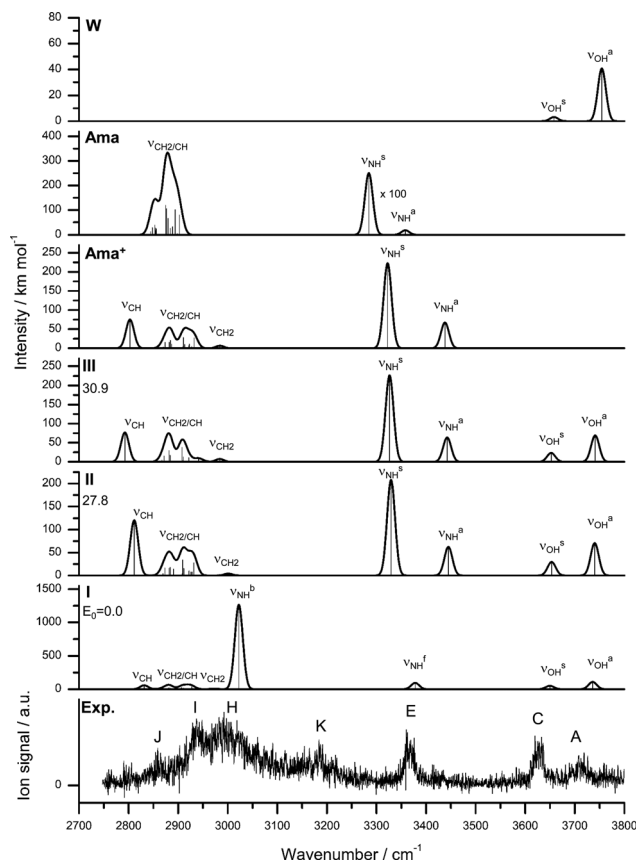 W
80
60
40
20
0
ν_OH^s
ν_OH^a
Ama
400
300
200
100
0
ν_CH2/CH
ν_NH^s
x 100
ν_NH^a
Ama⁺
250
200
150
100
50
0
ν_CH
ν_CH2/CH
ν_CH2
ν_NH^s
ν_NH^a
III
30.9
250
200
150
100
50
0
ν_CH
ν_CH2/CH
ν_CH2
ν_NH^s
ν_NH^a
ν_OH^s
ν_OH^a
II
27.8
200
150
100
50
0
ν_CH
ν_CH2/CH
ν_CH2
ν_NH^s
ν_NH^a
ν_OH^s
ν_OH^a
I
E₀=0.0
1500
1000
500
0
ν_CH
ν_CH2/CH
ν_CH2
ν_NH^b
ν_NH^f
ν_OH^s
ν_OH^a
Exp.
0
J
I
H
K
E
C
A
Intensity / km mol⁻¹
Ion signal / a.u.
2700 2800 2900 3000 3100 3200 3300 3400 3500 3600 3700 3800
Wavenumber / cm⁻¹